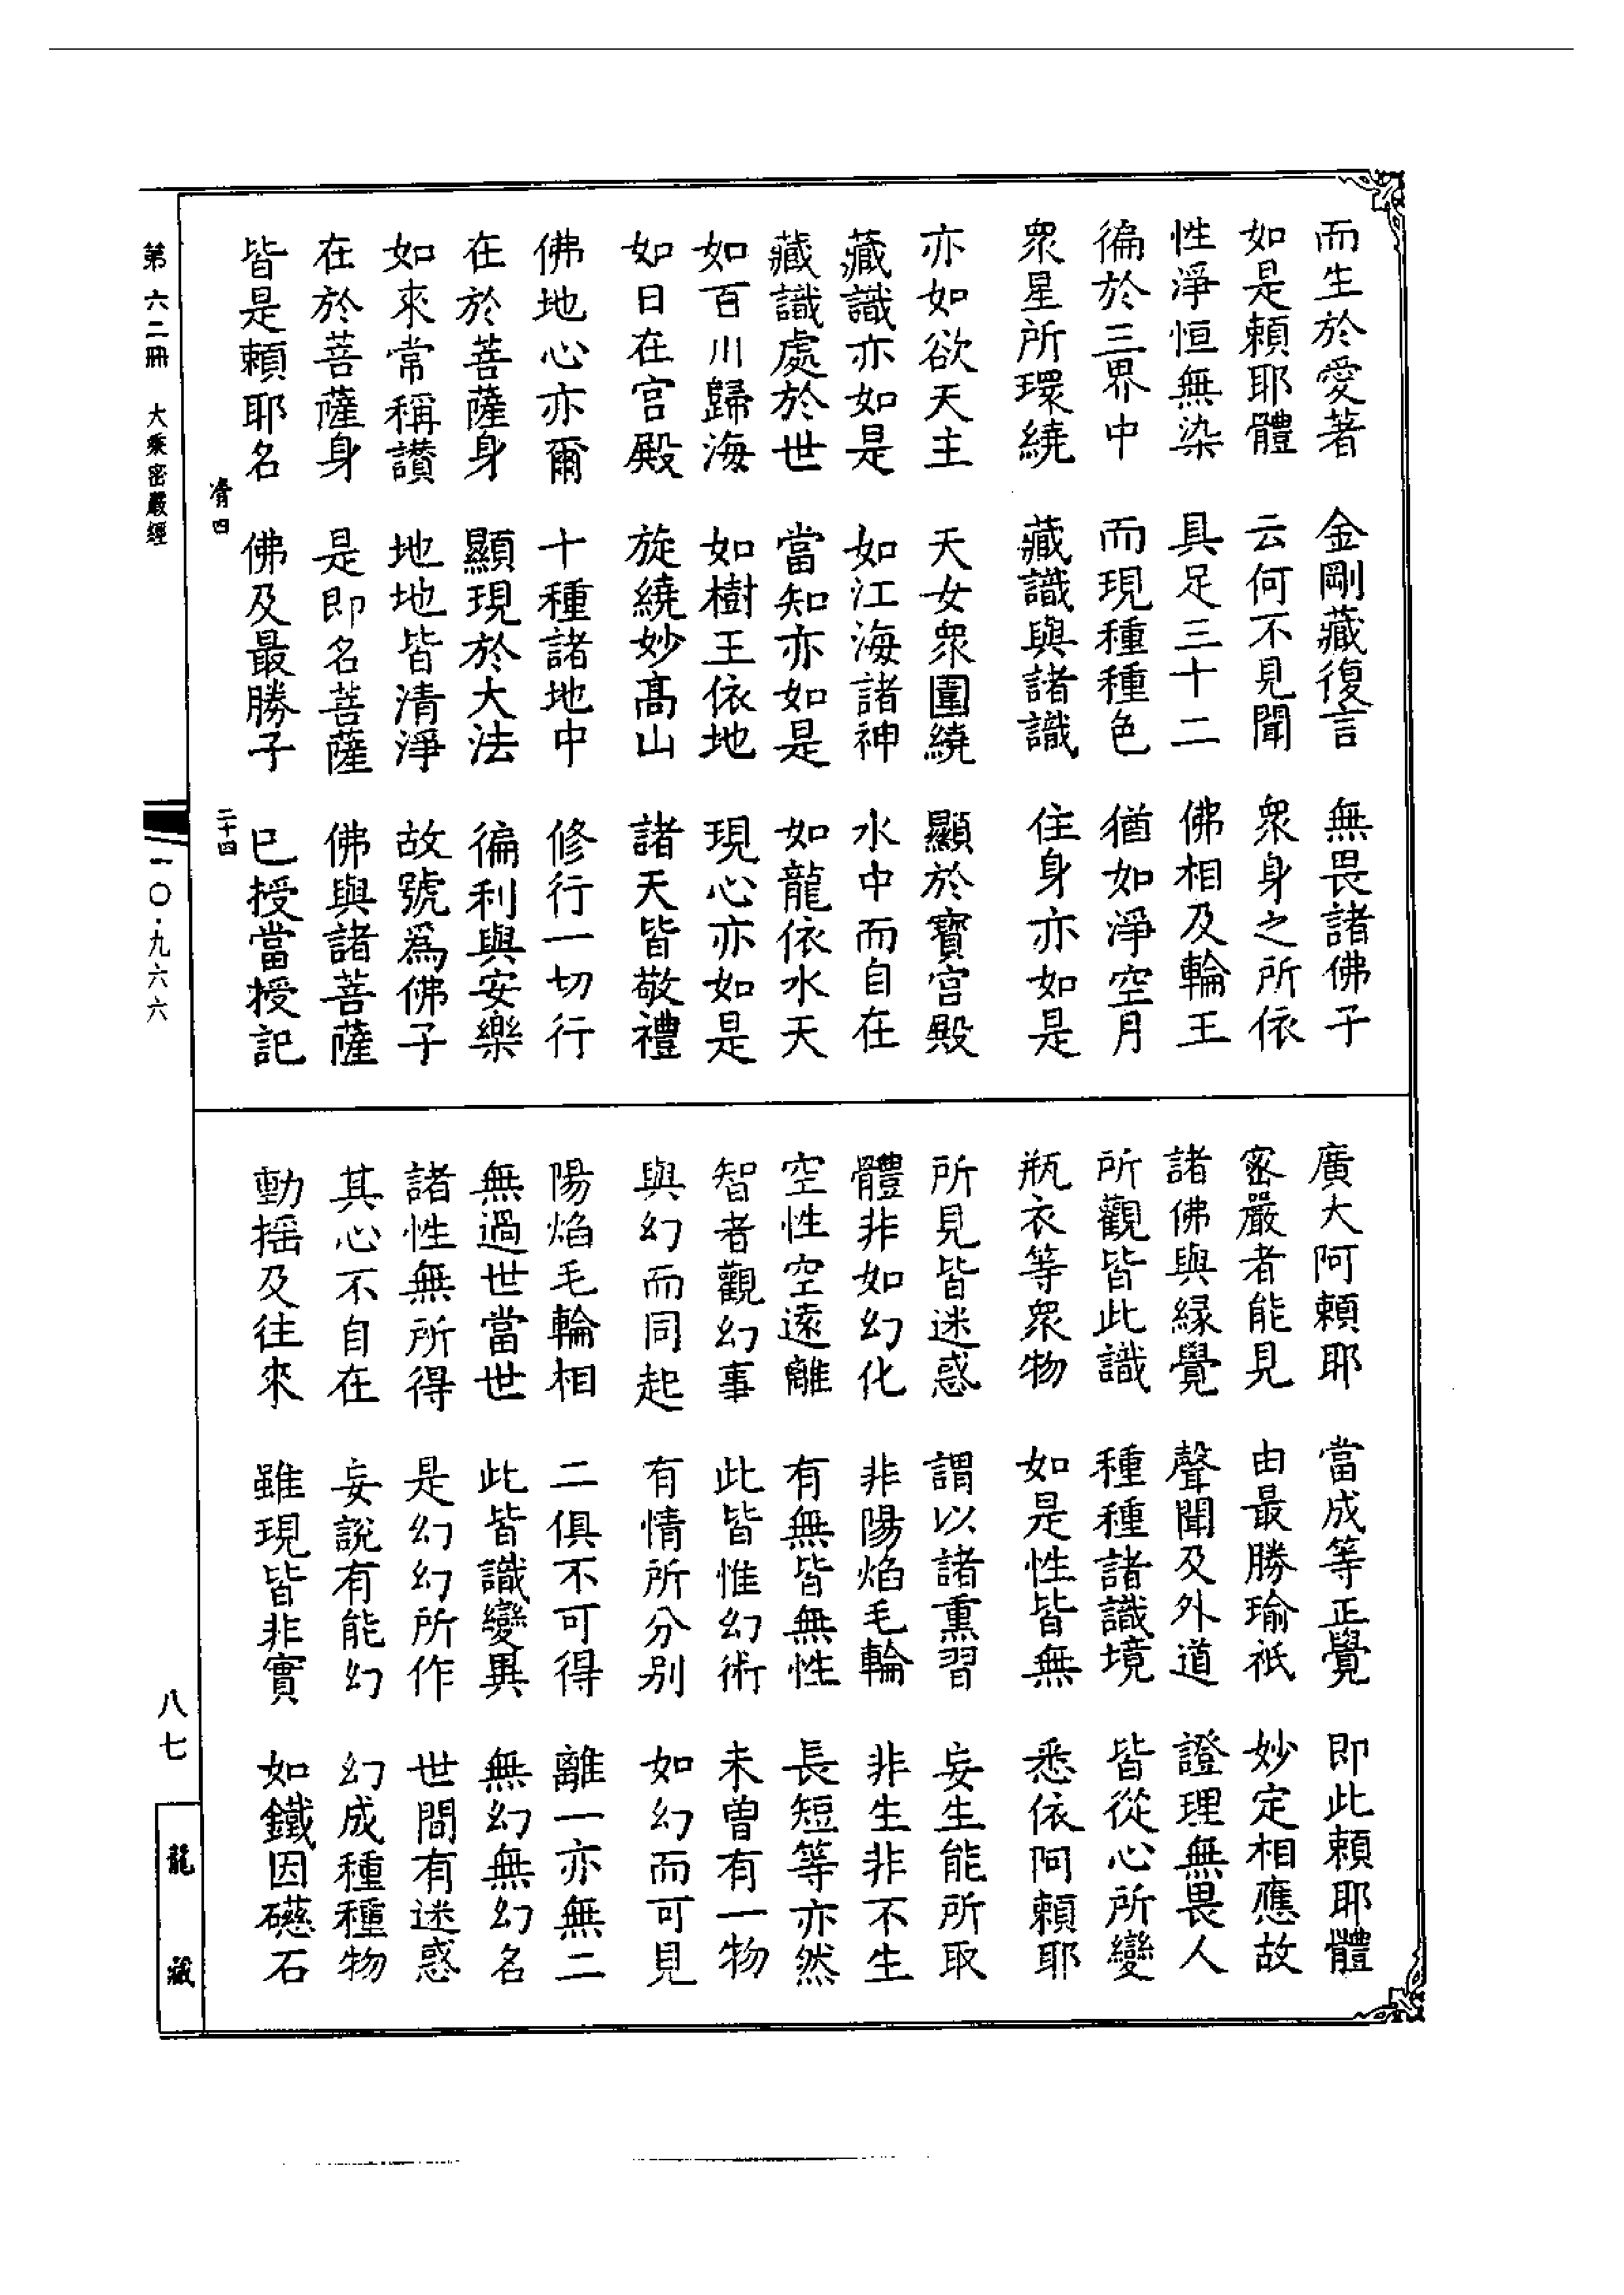 而生於愛著　金剛藏復言　無畏諸佛子
如是賴耶體　云何不見聞　衆身之所依
性淨恒無染　具足三十二　佛相及輪王
徧於三界中　而現種種色　猶如淨空月
衆星所環繞　藏識與諸識　住身亦如是
亦如欲天主　天女衆圍繞　顯於寶宮殿
藏識亦如是　如江海諸神　水中而自在
藏識處於世　當知亦如是　如龍依水天
如百川歸海　如樹王依地　現心亦如是
如日在宮殿　旋繞妙高山　諸天皆敬禮
佛地心亦爾　十種諸地中　修行一切行
在於菩薩身　顯現於大法　徧利與安樂
如來常稱讃　地地皆清淨　故號爲佛子
在於菩薩身　是即名菩薩　佛與諸菩薩
皆是賴耶名　佛及最勝子　已授當授記
廣大阿賴耶　當成等正覺　即此賴耶體
密嚴者能見　由最勝瑜祇　妙定相應故
諸佛與緣覺　聲聞及外道　證理無畏人
所觀皆此識　種種諸識境　皆從心所變
瓶衣等衆物　如是性皆無　悉依阿賴耶
所見皆迷惑　謂以諸熏習　妄生能所取
體非如幻化　非陽焰毛輪　非生非不生
空性空遠離　有無皆無性　長短等亦然
智者觀幻事　此皆惟幻術　未曾有一物
與幻而同起　有情所分別　如幻而可見
陽焰毛輪相　二俱不可得　離一亦無二
無過世當世　此皆識變異　無幻無幻名
諸性無所得　是幻幻所作　世間有迷惑
其心不自在　妄說有能幻　幻成種種物
動搖及往來　雖現皆非實　如鐵因礠石
四　二十四
第六二冊　大乘密嚴經　一〇·九六六　八七　龍藏